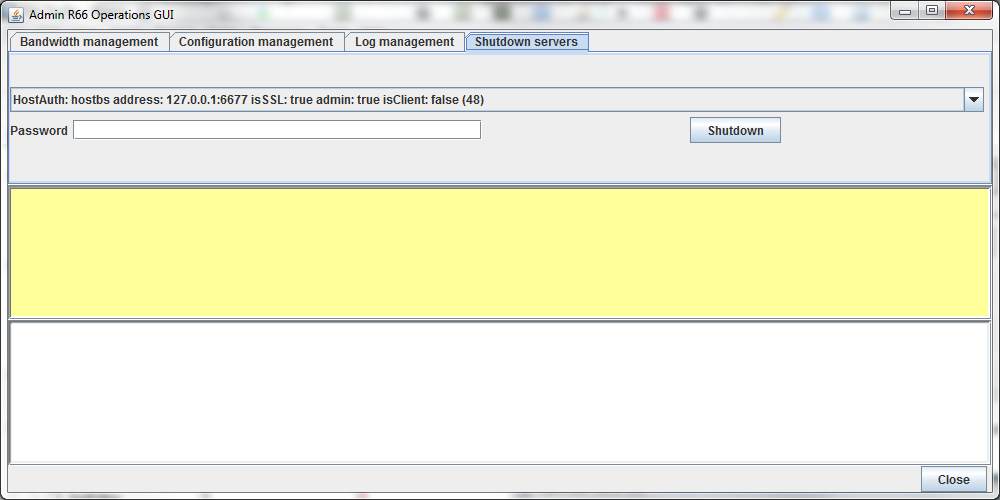 Admin R66 Operations GUI
Bandwidth management Configuration management Log management Shutdown servers
HostAuth: hostbs address: 127.0.0.1:6677 isSSL: true admin: true isClient: false (48)
Password Shutdown
Close